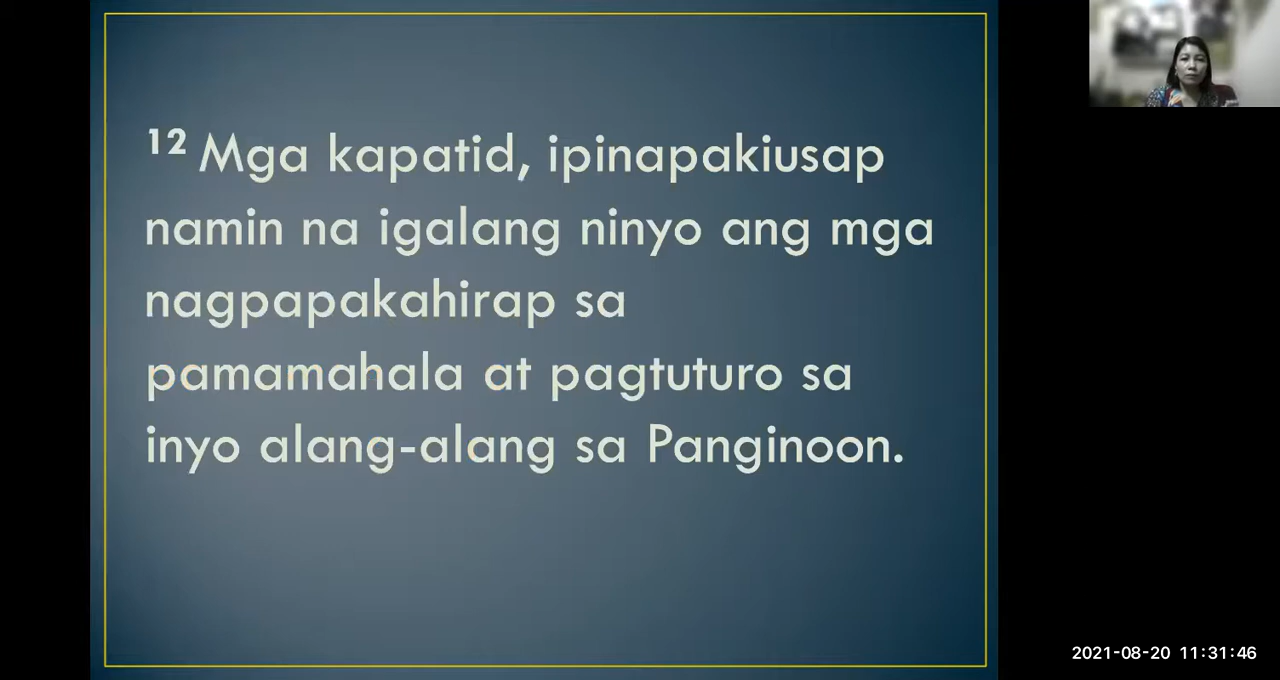 ¹² Mga kapatid, ipinapakiusap
namin na igalang ninyo ang mga
nagpapakahirap sa
pamamahala at pagtuturo sa
inyo alang-alang sa Panginoon.
2021-08-20 11:31:46